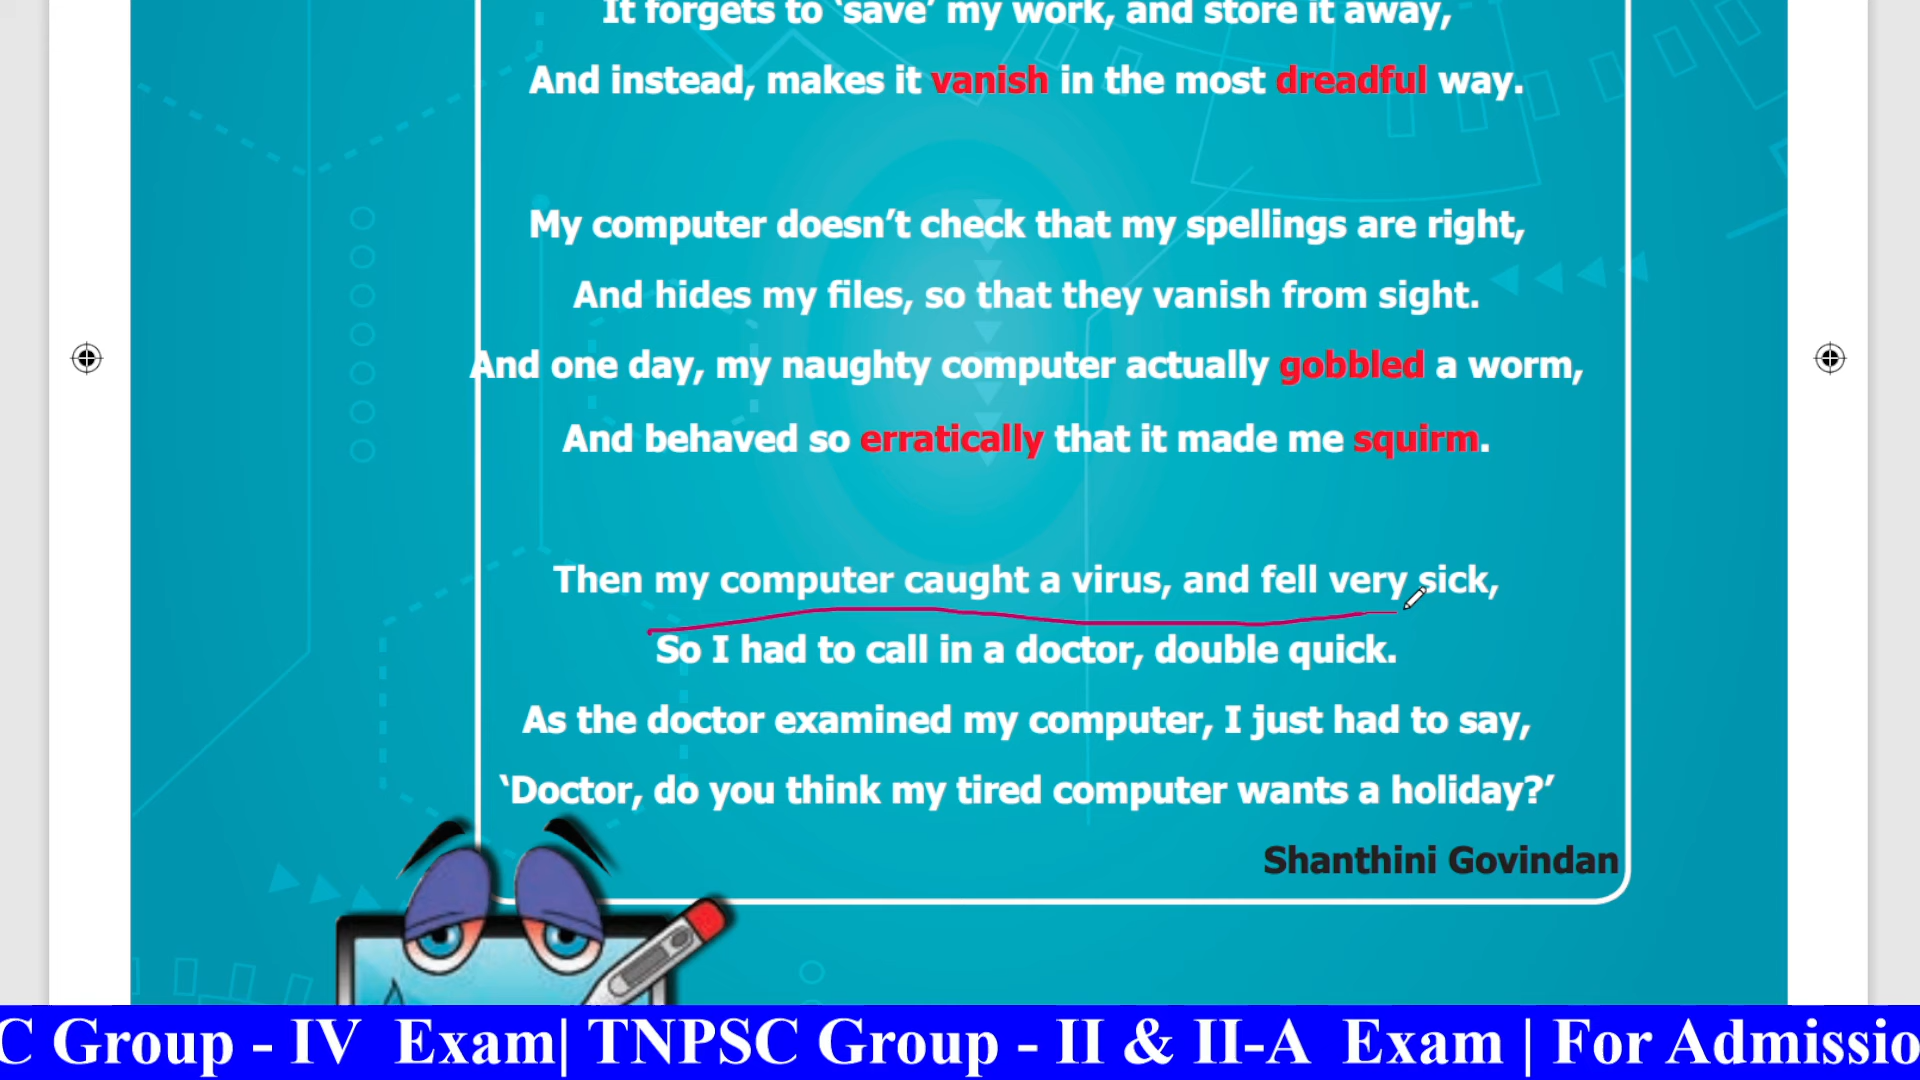 It forgets to ‘save’ my work, and store it away,
And instead, makes it vanish in the most dreadful way.
My computer doesn’t check that my spellings are right,
And hides my files, so that they vanish from sight.
And one day, my naughty computer actually gobbled a worm,
And behaved so erratically that it made me squirm.
Then my computer caught a virus, and fell very sick,
So I had to call in a doctor, double quick.
As the doctor examined my computer, I just had to say,
‘Doctor, do you think my tired computer wants a holiday?’
Shanthini Govindan
C Group - IV Exam| TNPSC Group - II & II-A Exam | For Admissio